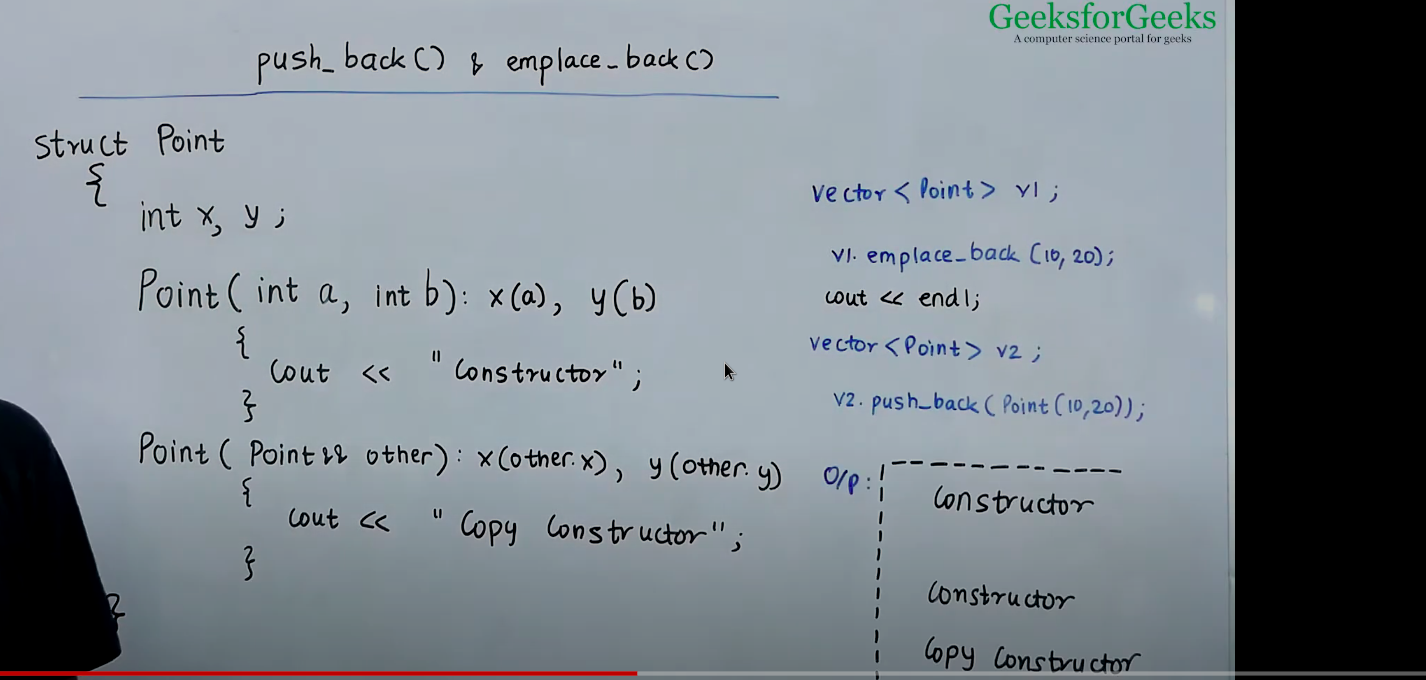 GeeksforGeeks
A computer science portal for geeks
push_back() & emplace_back()
struct Point
{
int x, y ;
Point( int a, int b): x(a), y(b)
{
cout << "Constructor";
}
Point( Point&& other): x(other.x), y(other.y)
{
cout << "Copy Constructor";
}
}
vector<Point> v1;
v1.emplace_back(10,20);
cout << endl;
vector<Point> v2;
v2.push_back(Point(10,20));
O/P:
Constructor
Constructor
Copy Constructor